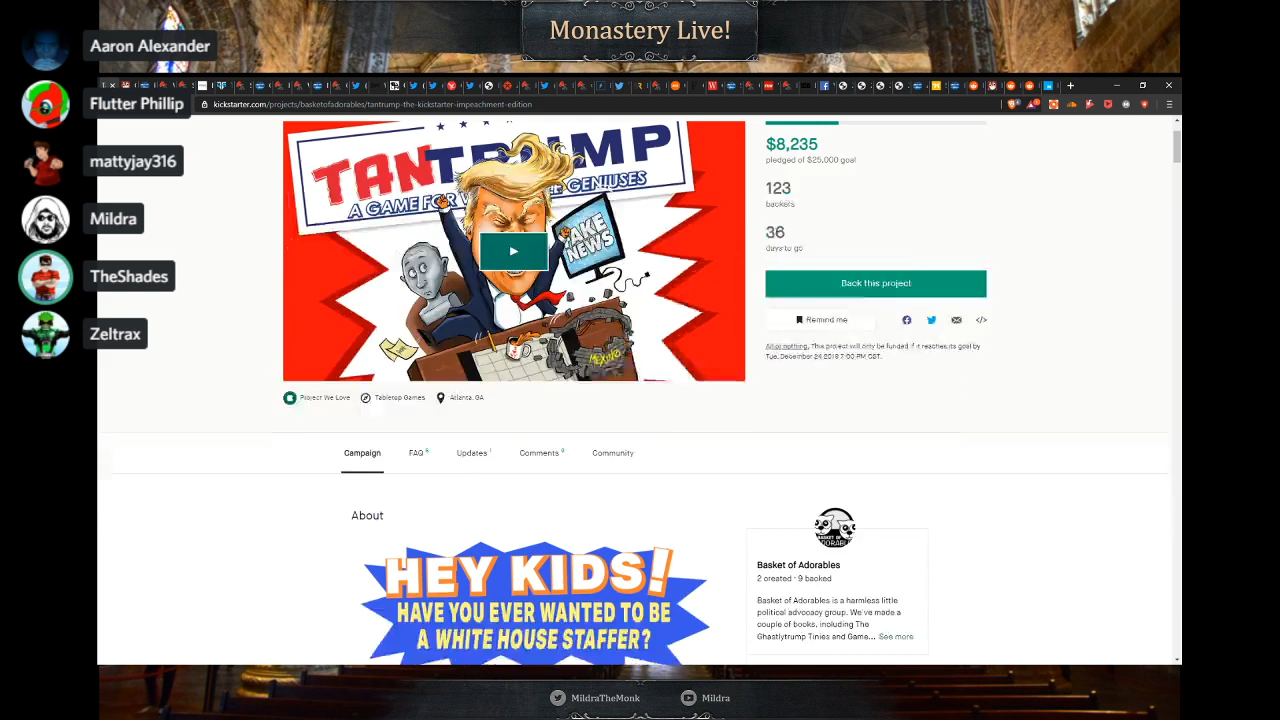 Monastery Live!
Aaron Alexander
Flutter Phillip
mattyjay316
Mildra
TheShades
Zeltrax
kickstarter.com/projects/basketofadorables/tantrump-the-kickstarter-impeachment-edition
TANTRUMP
A GAME FOR
GENIUSES
FAKE
NEWS
MEXICO
$8,235
pledged of $25,000 goal
123
backers
36
days to go
Back this project
Remind me
All or nothing. This project will only be funded if it reaches its goal by
Tue, December 24 2019 7:00 PM CST.
Project We Love
Tabletop Games
Atlanta, GA
Campaign
FAQ
Updates 1
Comments 9
Community
About
HEY KIDS!
HAVE YOU EVER WANTED TO BE
A WHITE HOUSE STAFFER?
BASKET OF
Basket of Adorables
2 created · 9 backed
Basket of Adorables is a harmless little
political advocacy group. We've made a
couple of books, including The
Ghastlytrump Tinies and Game... See more
MildraTheMonk
Mildra